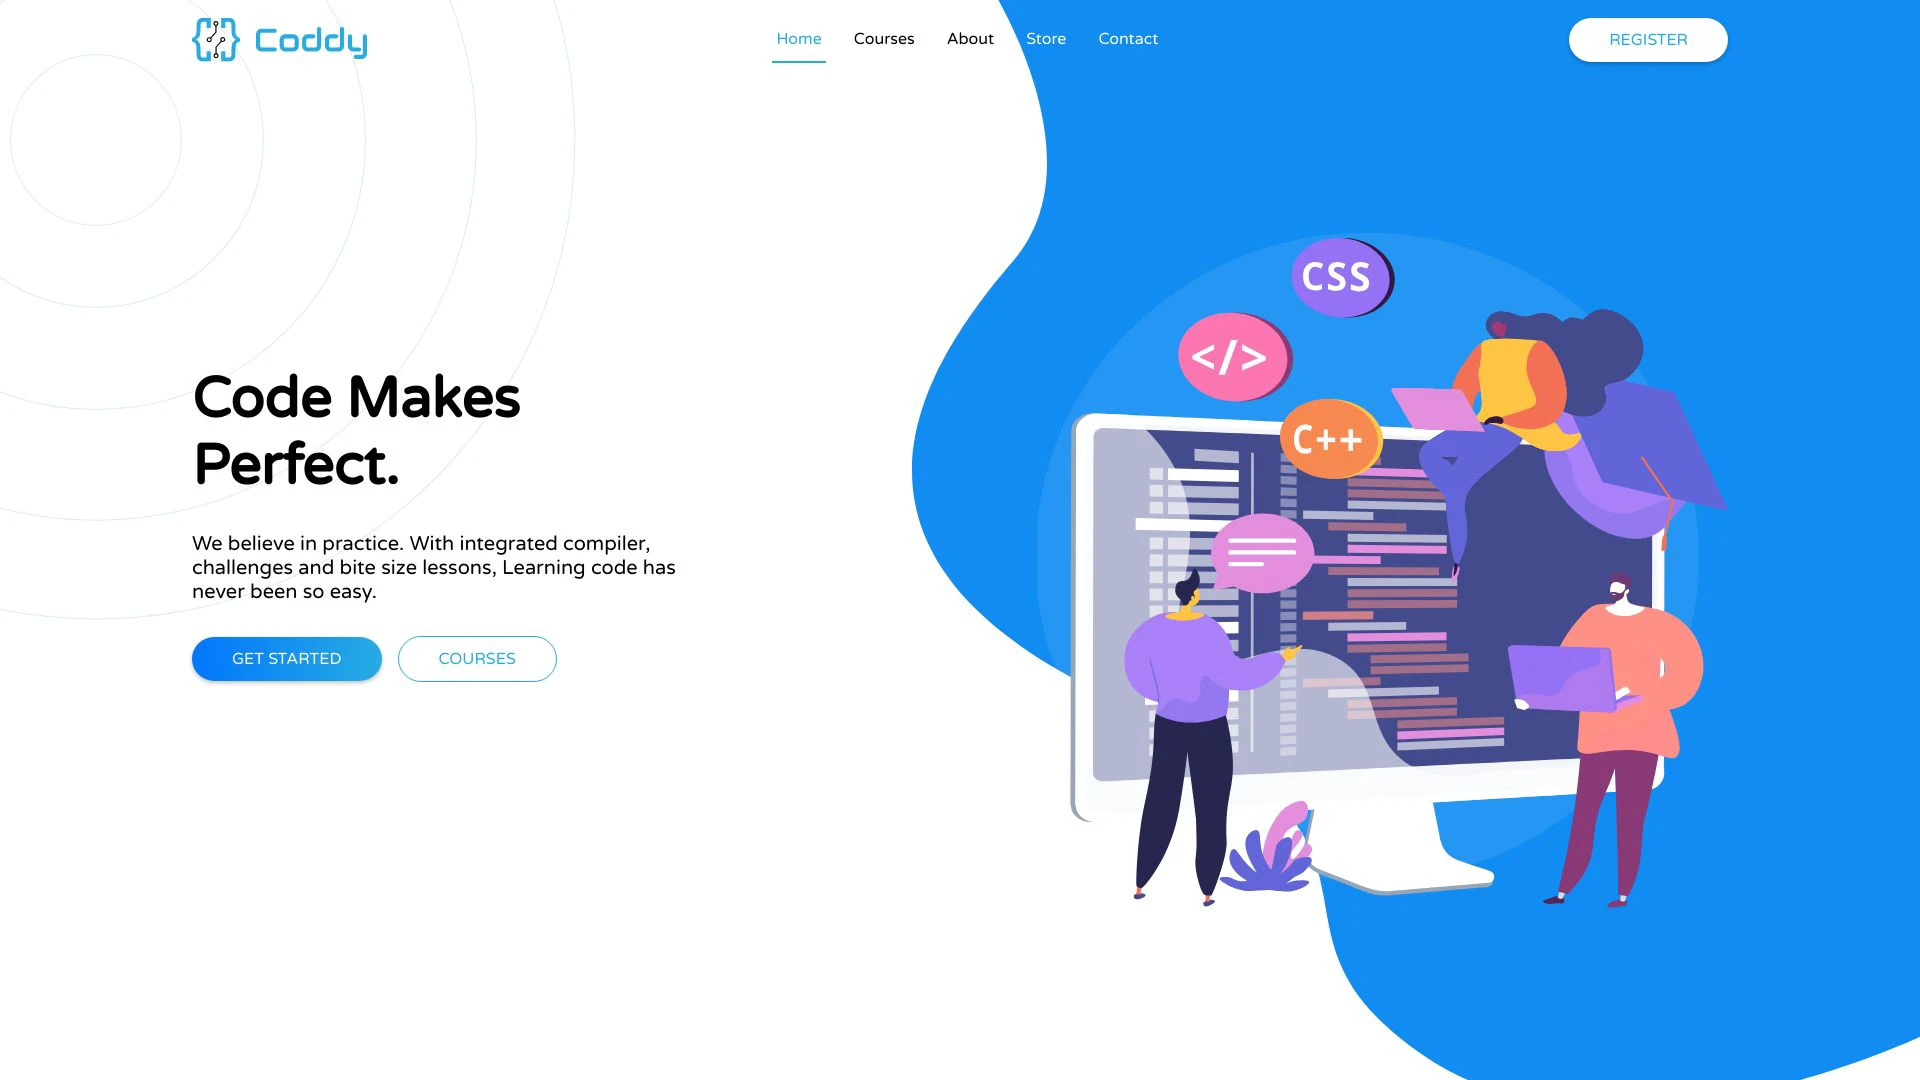 Coddy
Home Courses About Store Contact
REGISTER
CSS
</>
C++
Code Makes
Perfect.
We believe in practice. With integrated compiler,
challenges and bite size lessons, Learning code has
never been so easy.
GET STARTED COURSES